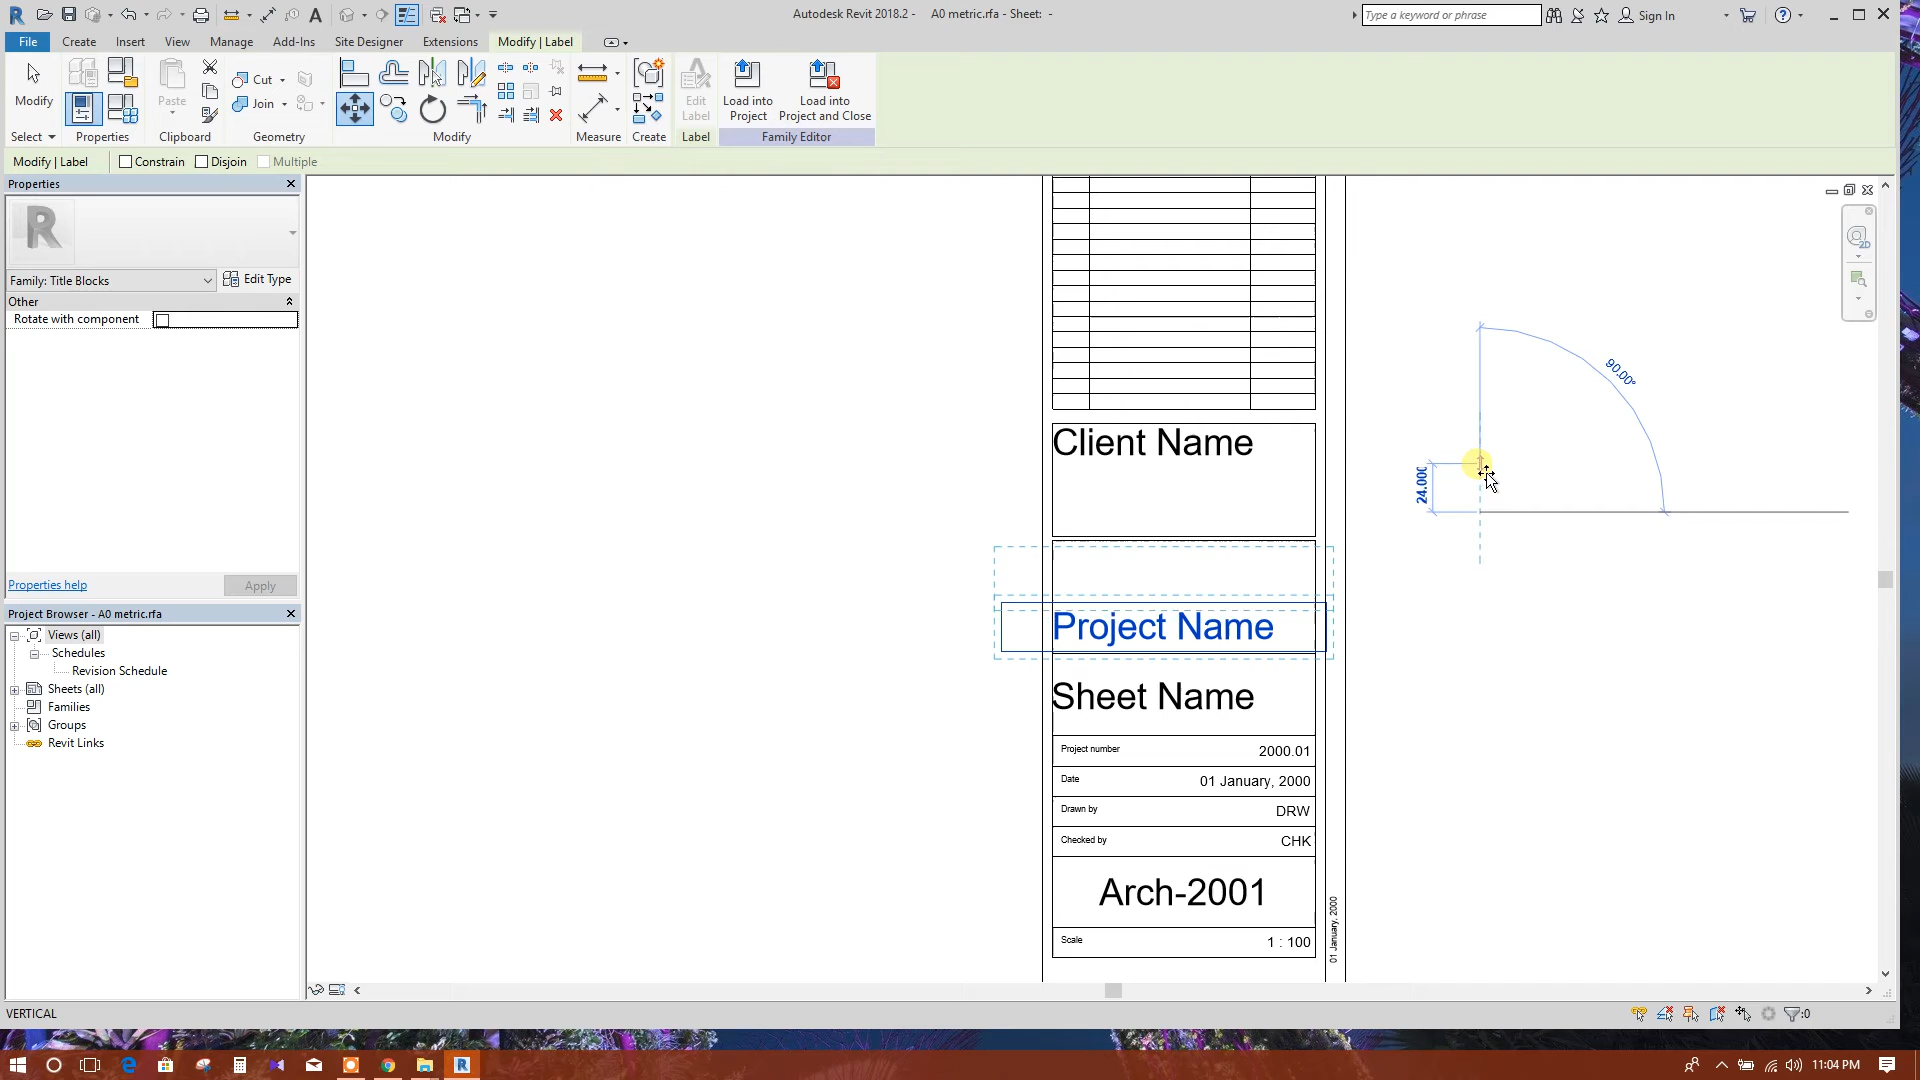 Autodesk Revit 2018.2 - A0 metric.rfa - Sheet: -
Type a keyword or phrase
Sign In
File Create Insert View Manage Add-Ins Site Designer Extensions Modify | Label
Modify
Paste
Cut
Join
Edit Label
Load into Project
Load into Project and Close
Select Properties Clipboard Geometry Modify Measure Create Label Family Editor
Modify | Label Constrain Disjoin Multiple
Properties
R
Family: Title Blocks
Edit Type
Other
Rotate with component
Properties help
Apply
Project Browser - A0 metric.rfa
Views (all)
Schedules
Revision Schedule
Sheets (all)
Families
Groups
Revit Links
Client Name
Project Name
Sheet Name
Project number 2000.01
Date 01 January, 2000
Drawn by DRW
Checked by CHK
Arch-2001
Scale 1 : 100
01 January, 2000
90.00°
24.000
2D
VERTICAL
:0
11:04 PM